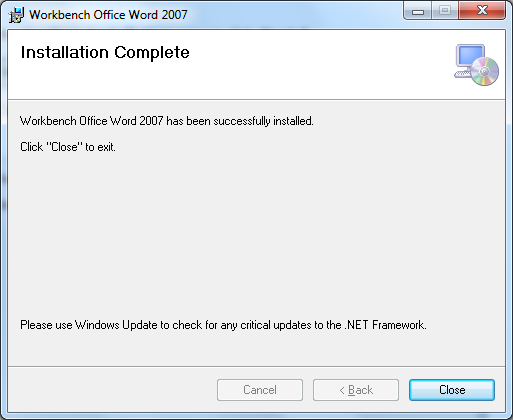 Workbench Office Word 2007
Installation Complete
Workbench Office Word 2007 has been successfully installed.
Click "Close" to exit.
Please use Windows Update to check for any critical updates to the .NET Framework.
Cancel
< Back
Close